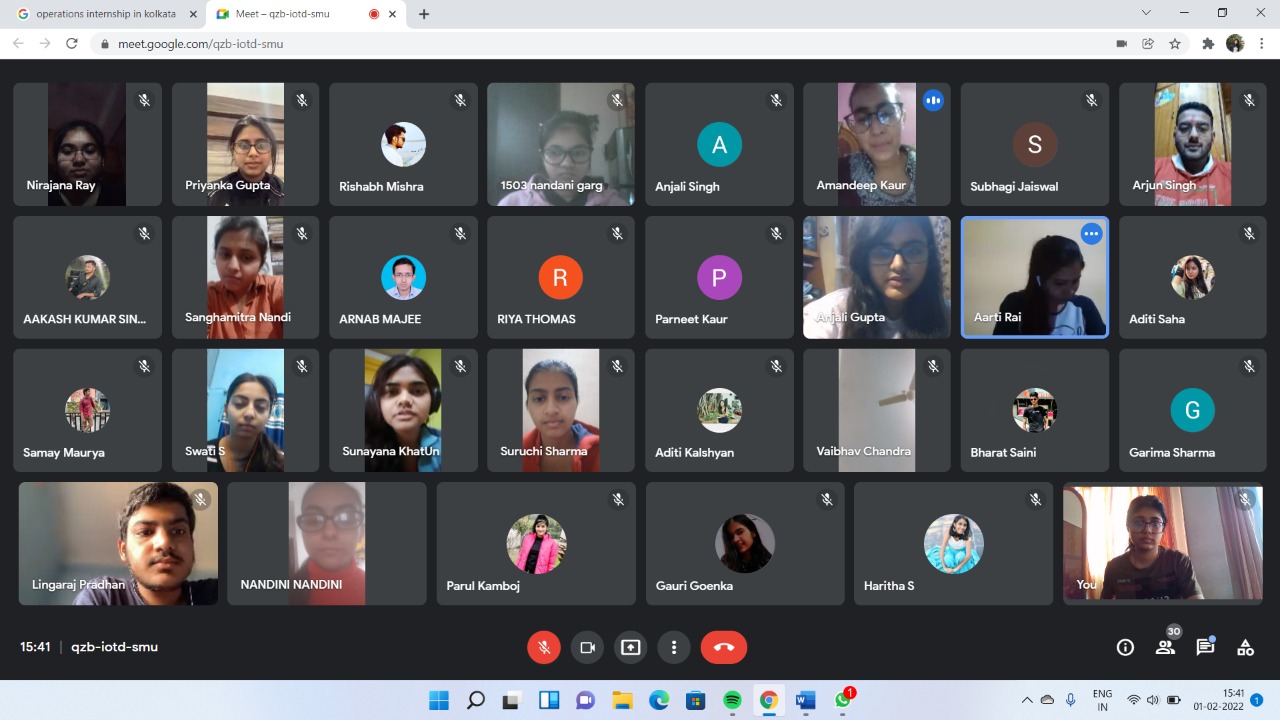 operations internship in kolkata
Meet – qzb-iotd-smu
meet.google.com/qzb-iotd-smu
Nirajana Ray
Priyanka Gupta
Rishabh Mishra
1503 nandani garg
A
Anjali Singh
Amandeep Kaur
S
Subhagi Jaiswal
Arjun Singh
AAKASH KUMAR SIN...
Sanghamitra Nandi
ARNAB MAJEE
R
RIYA THOMAS
P
Parneet Kaur
Anjali Gupta
Aarti Rai
Aditi Saha
Samay Maurya
Swati S
Sunayana KhatUn
Suruchi Sharma
Aditi Kalshyan
Vaibhav Chandra
Bharat Saini
G
Garima Sharma
Lingaraj Pradhan
NANDINI NANDINI
Parul Kamboj
Gauri Goenka
Haritha S
You
15:41 | qzb-iotd-smu
30
1
ENG
IN
15:41
01-02-2022
1